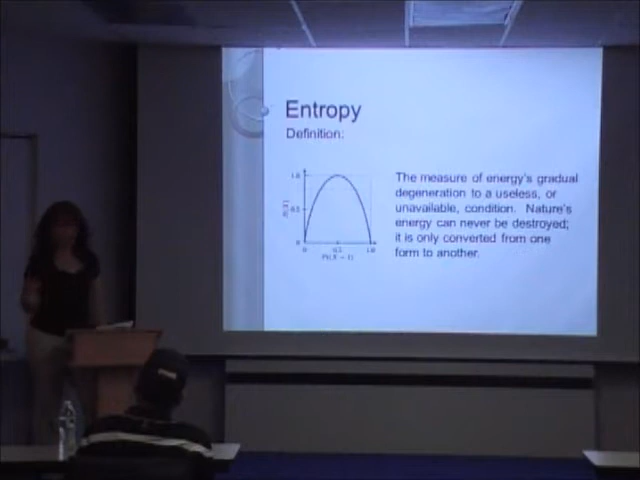 Entropy
Definition:
The measure of energy's gradual
degeneration to a useless, or
unavailable, condition. Nature's
energy can never be destroyed;
it is only converted from one
form to another.
1.0
0.5
0
0
0.5
1.0
Pr(X = 1)